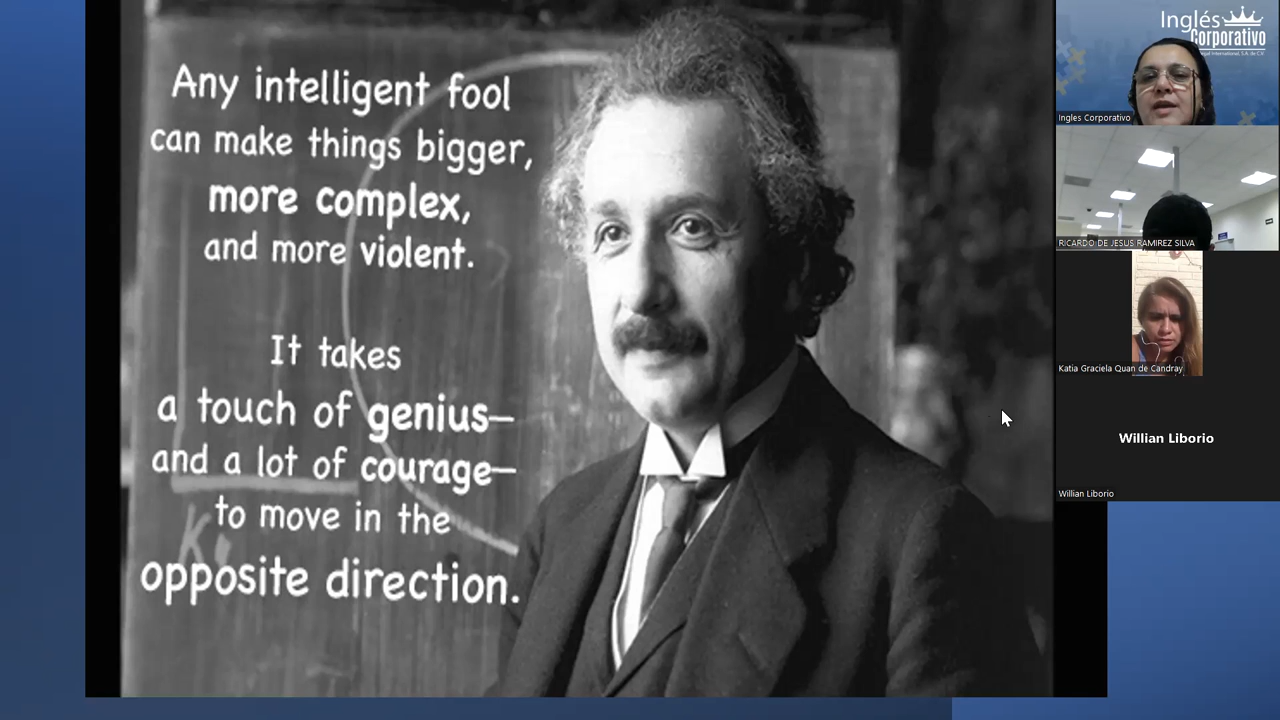 Any intelligent fool
can make things bigger,
more complex,
and more violent.
It takes
a touch of genius—
and a lot of courage—
to move in the
opposite direction.
Inglés
Corporativo
Ingles Corporativo
RICARDO DE JESUS RAMIREZ SILVA
Katia Graciela Quan de Candray
Willian Liborio
Willian Liborio